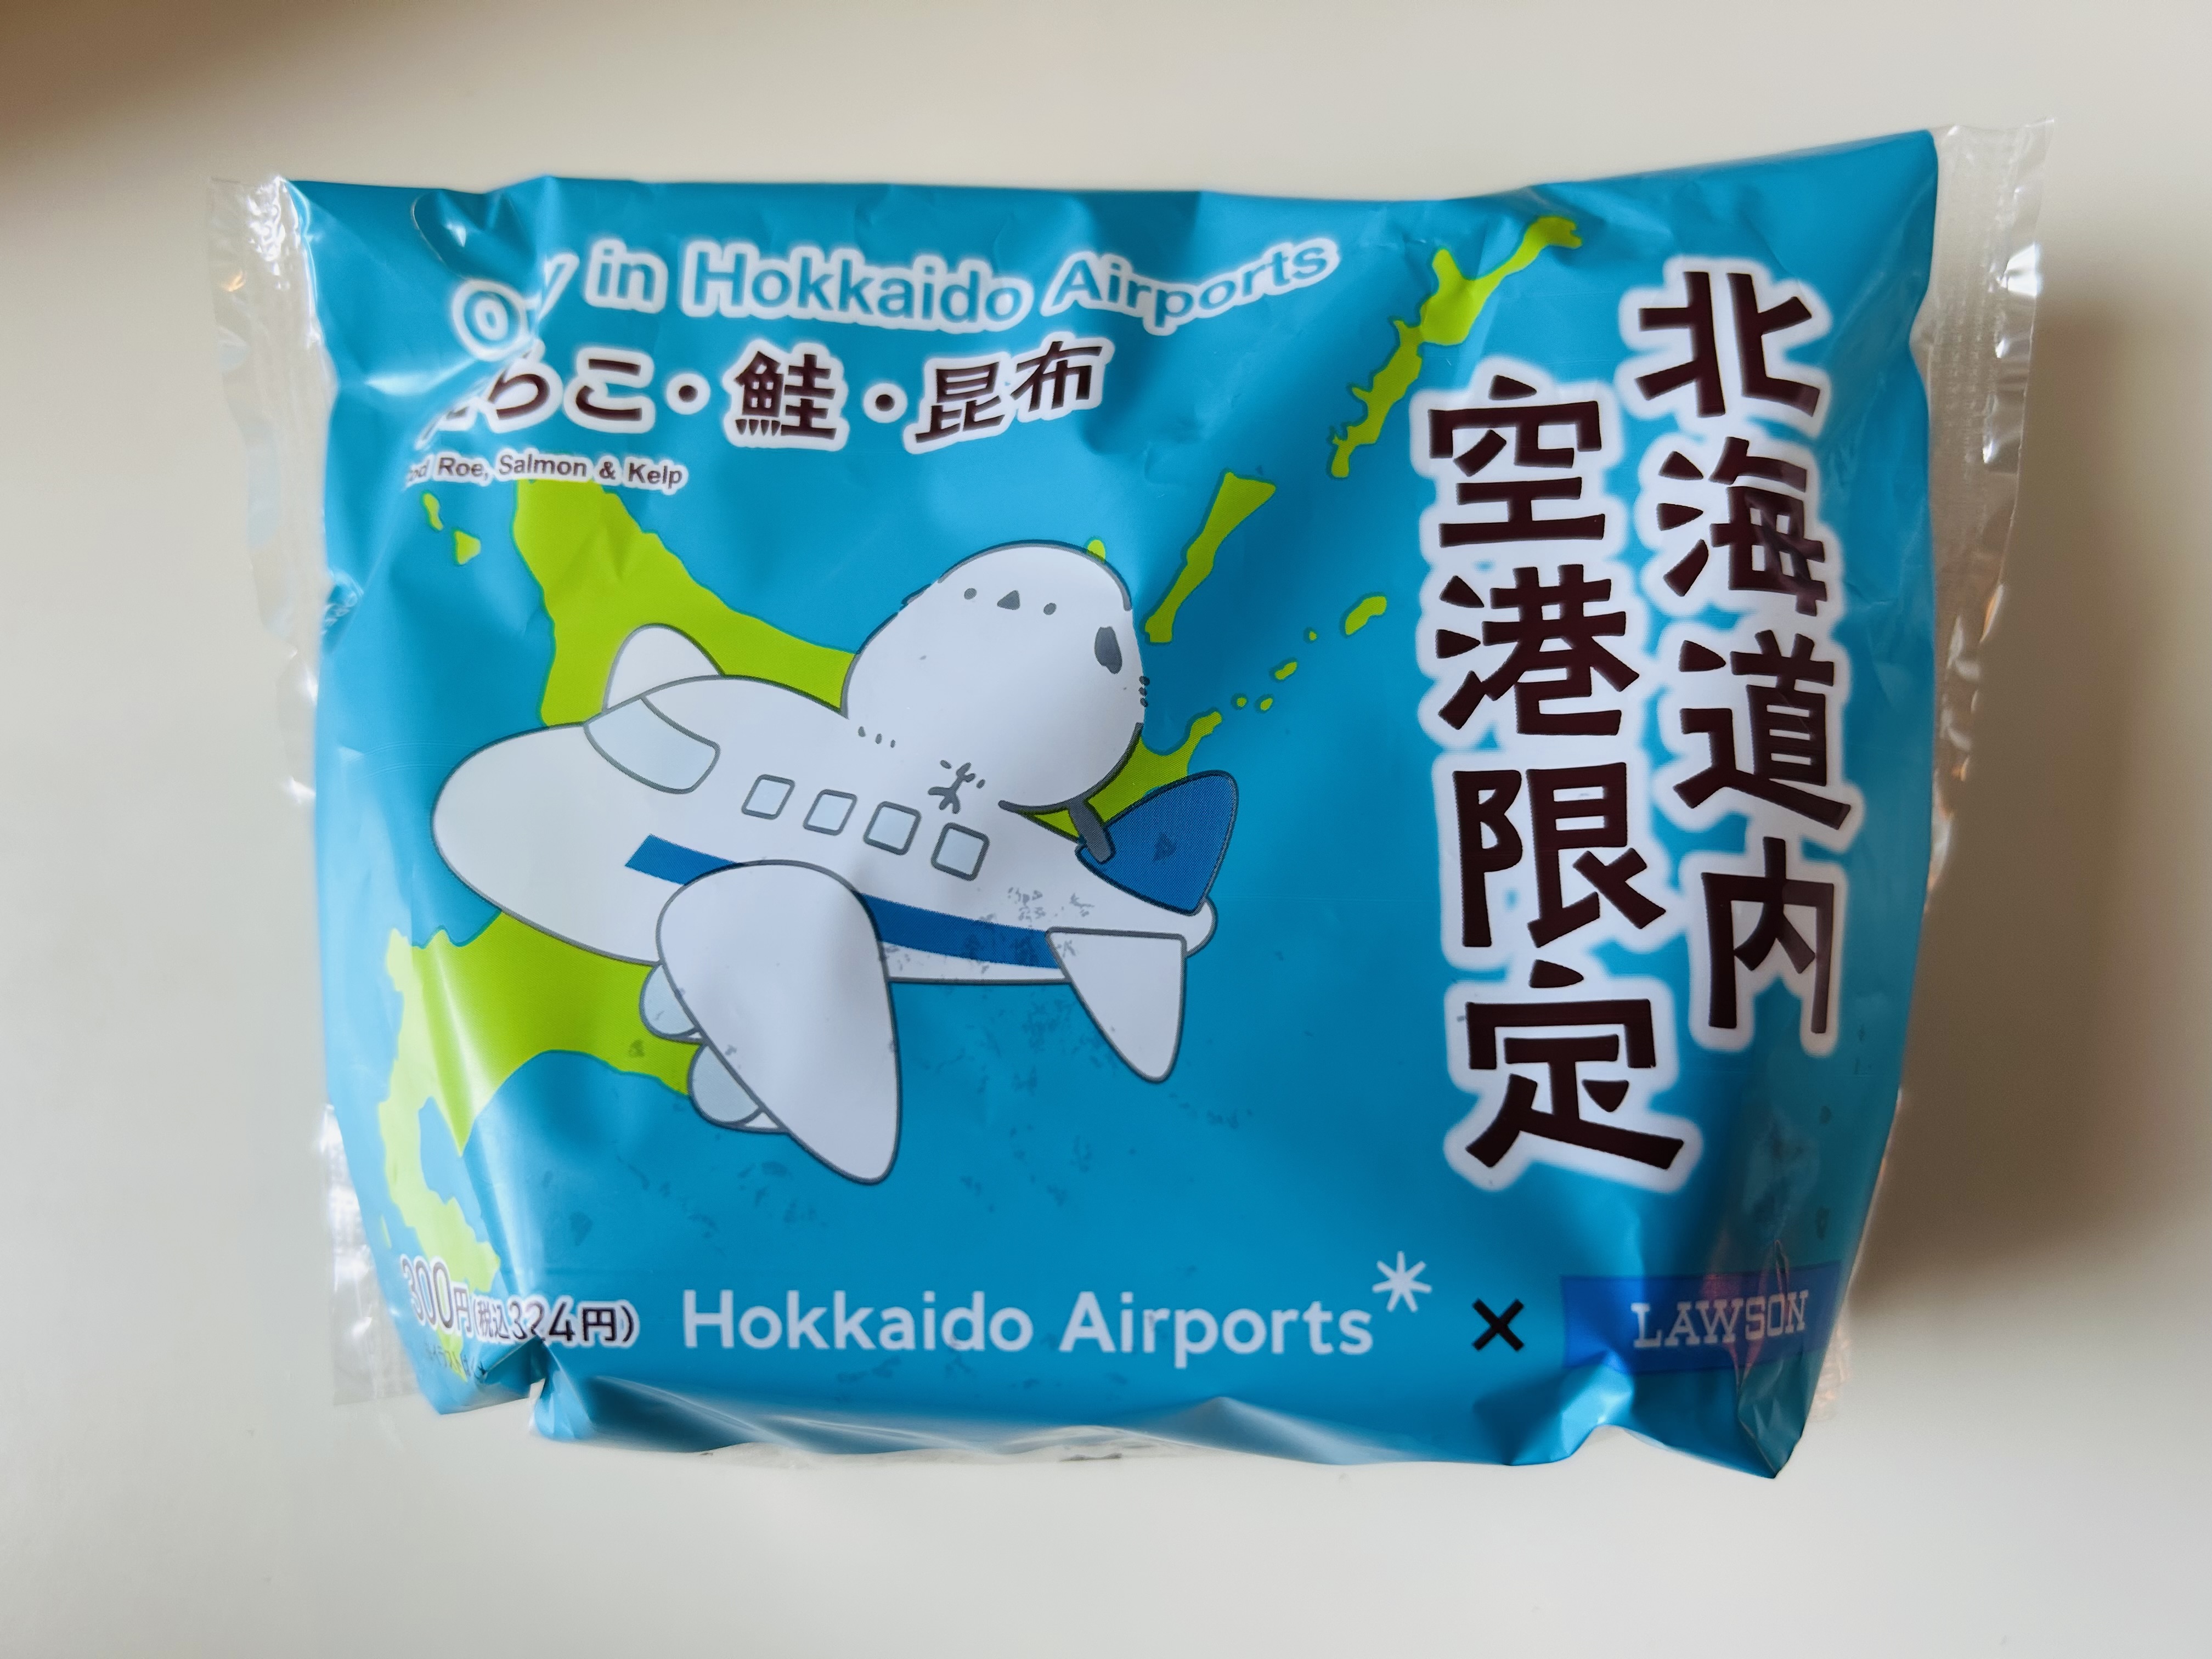 in Hokkaido Airports
らこ・鮭・昆布
Roe, Salmon & Kelp
北海道内
空港限定
300円(税込324円)
Hokkaido Airports
×
LAWSON